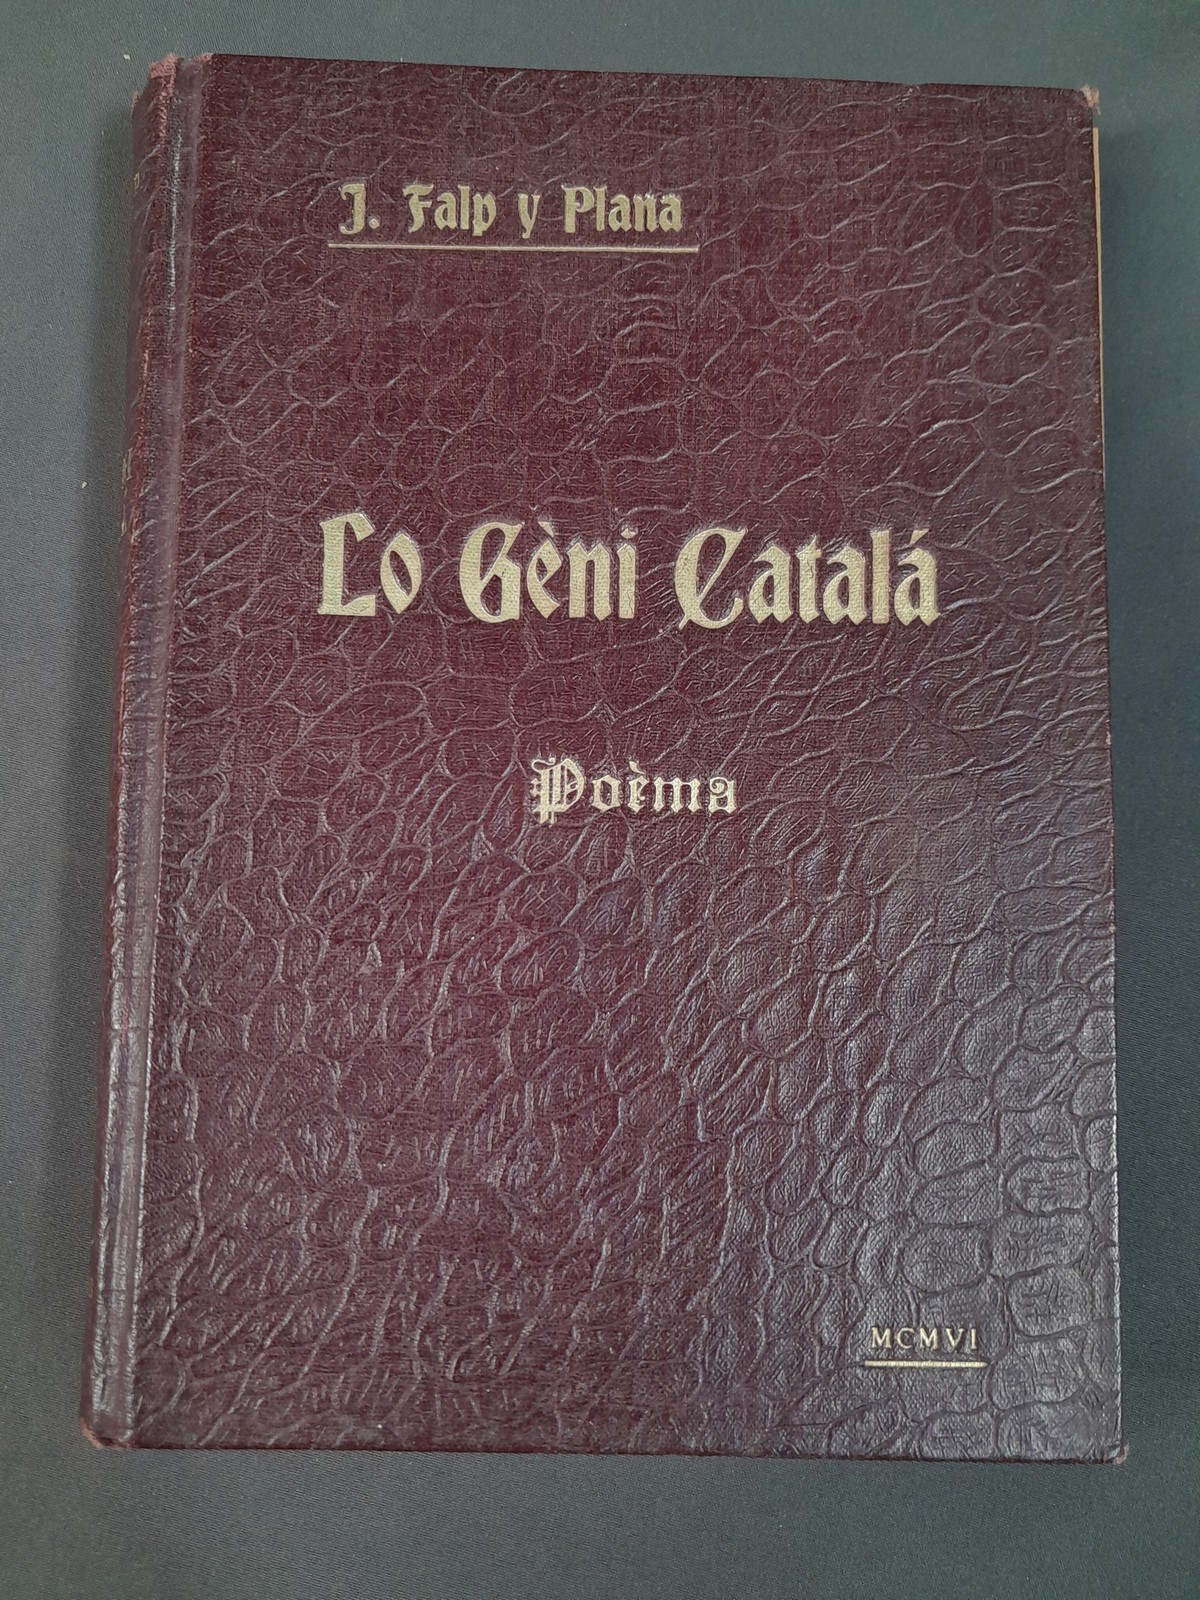 J. Falp y Plana
Lo Gèni Catalá
Poèma
MCMVI